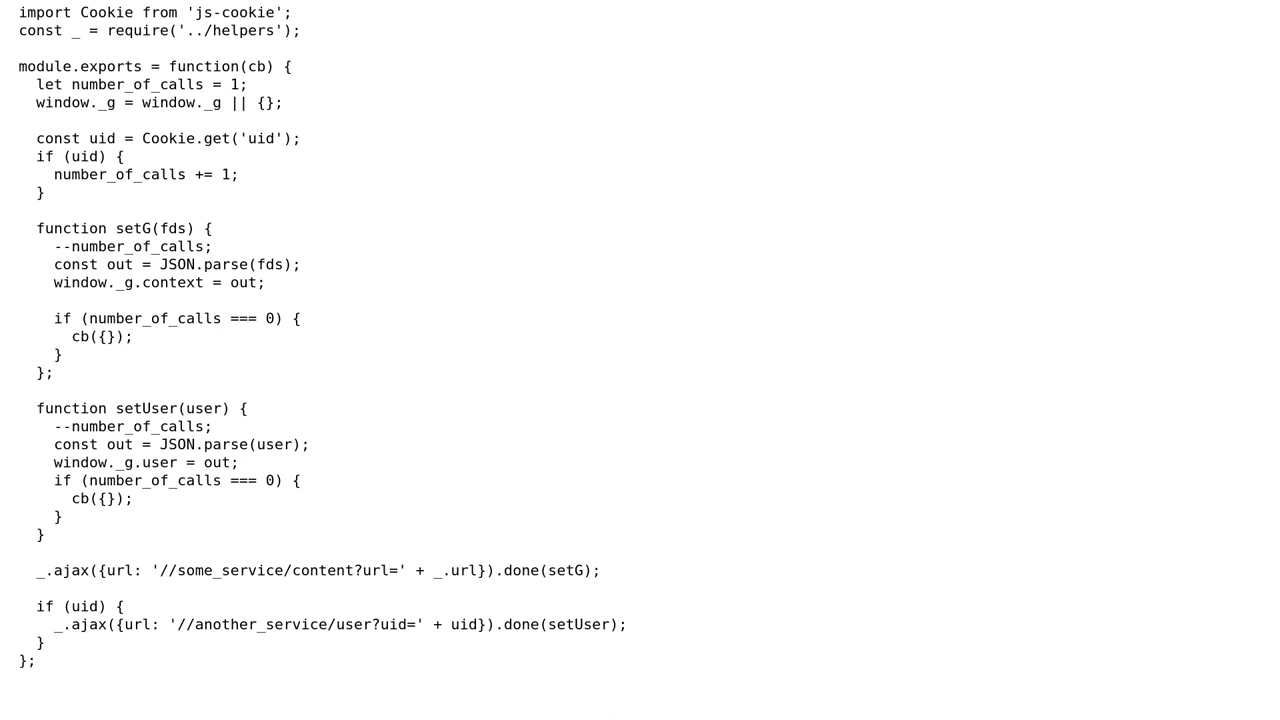 import Cookie from 'js-cookie';
const _ = require('../helpers');

module.exports = function(cb) {
  let number_of_calls = 1;
  window._g = window._g || {};

  const uid = Cookie.get('uid');
  if (uid) {
    number_of_calls += 1;
  }

  function setG(fds) {
    --number_of_calls;
    const out = JSON.parse(fds);
    window._g.context = out;

    if (number_of_calls === 0) {
      cb({});
    }
  };

  function setUser(user) {
    --number_of_calls;
    const out = JSON.parse(user);
    window._g.user = out;
    if (number_of_calls === 0) {
      cb({});
    }
  }

  _.ajax({url: '//some_service/content?url=' + _.url}).done(setG);

  if (uid) {
    _.ajax({url: '//another_service/user?uid=' + uid}).done(setUser);
  }
};